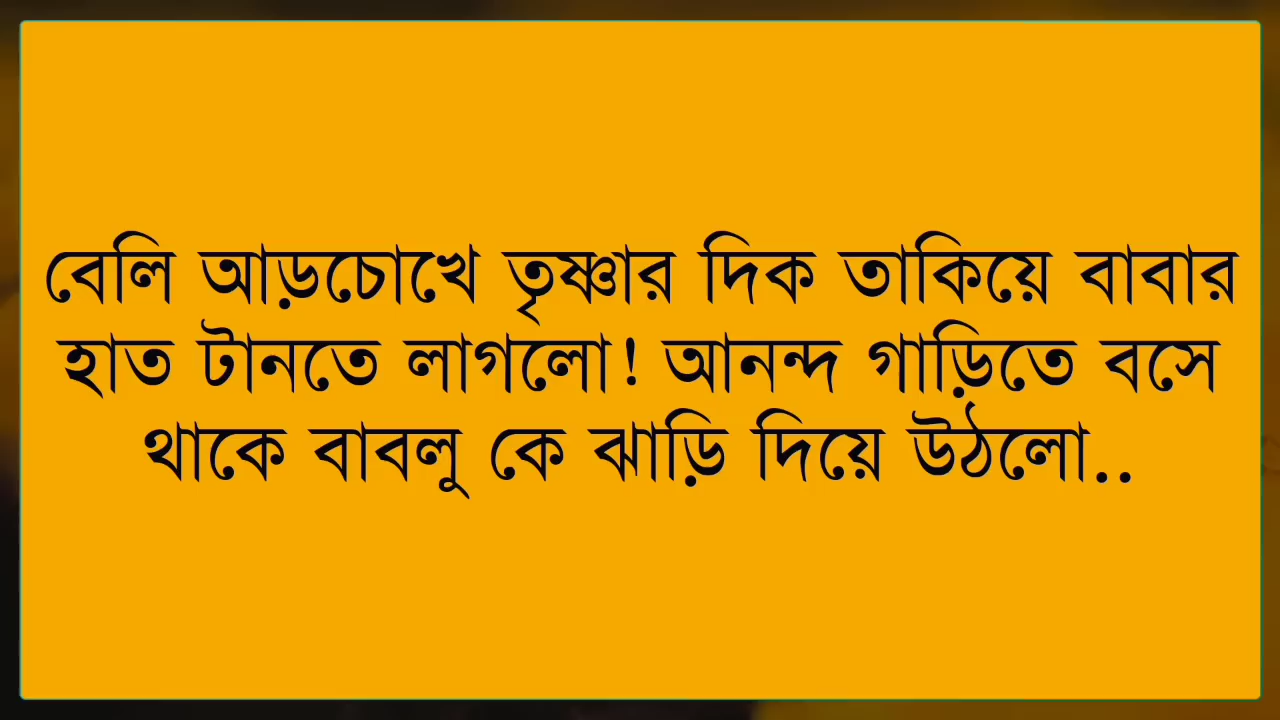 বেলি আড়চোখে তৃষ্ণার দিক তাকিয়ে বাবার
হাত টানতে লাগলো! আনন্দ গাড়িতে বসে
থাকে বাবলু কে ঝাড়ি দিয়ে উঠলো..